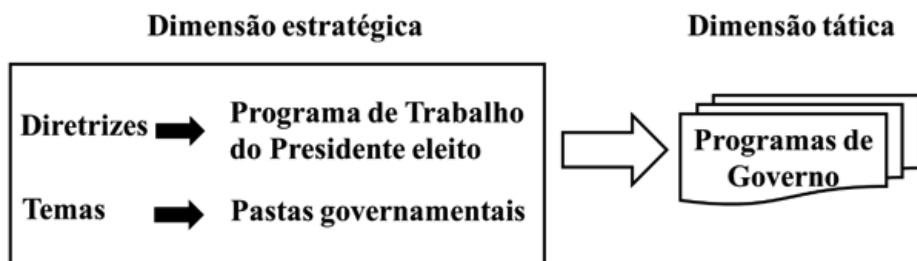 Dimensão estratégica
Dimensão tática
Diretrizes
Programa de Trabalho
do Presidente eleito
Temas
Pastas governamentais
Programas de
Governo